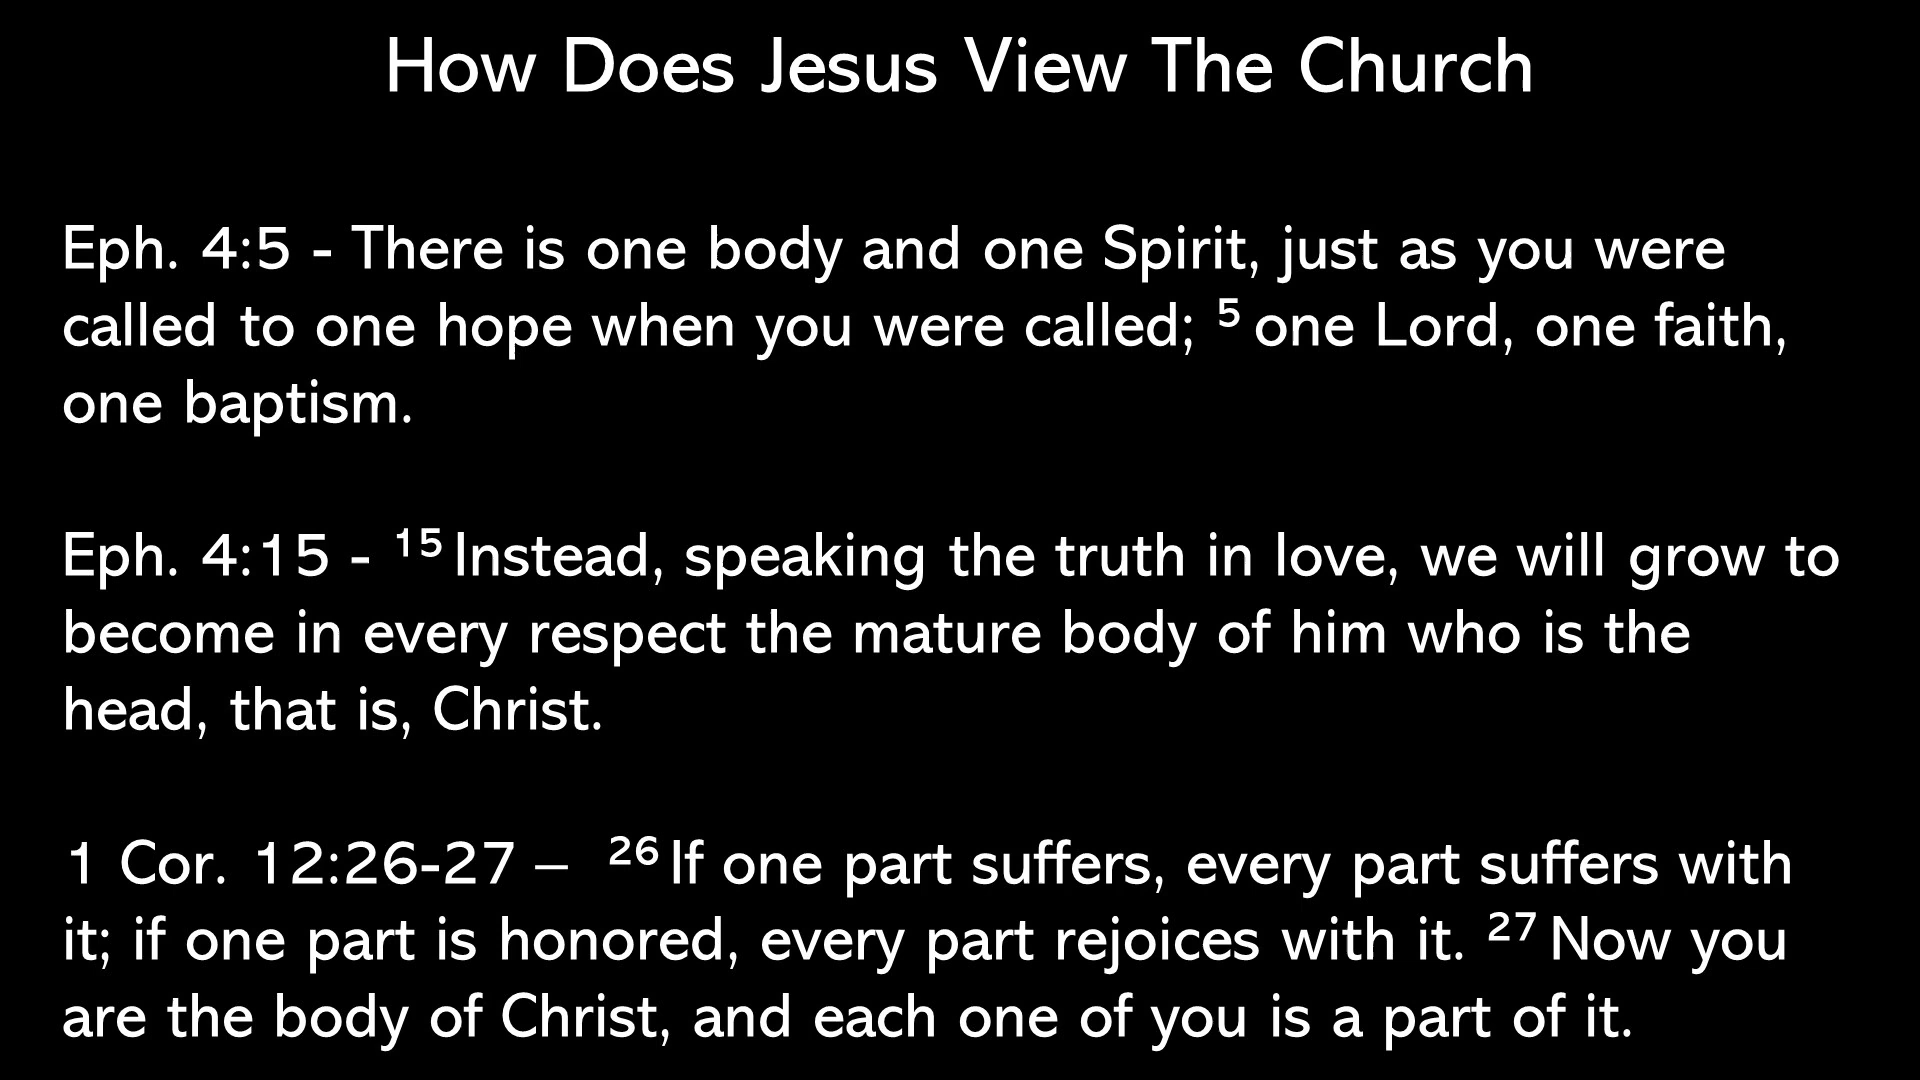 How Does Jesus View The Church
Eph. 4:5 - There is one body and one Spirit, just as you were
called to one hope when you were called; ⁵ one Lord, one faith,
one baptism.
Eph. 4:15 - ¹⁵ Instead, speaking the truth in love, we will grow to
become in every respect the mature body of him who is the
head, that is, Christ.
1 Cor. 12:26-27 – ²⁶ If one part suffers, every part suffers with
it; if one part is honored, every part rejoices with it. ²⁷ Now you
are the body of Christ, and each one of you is a part of it.